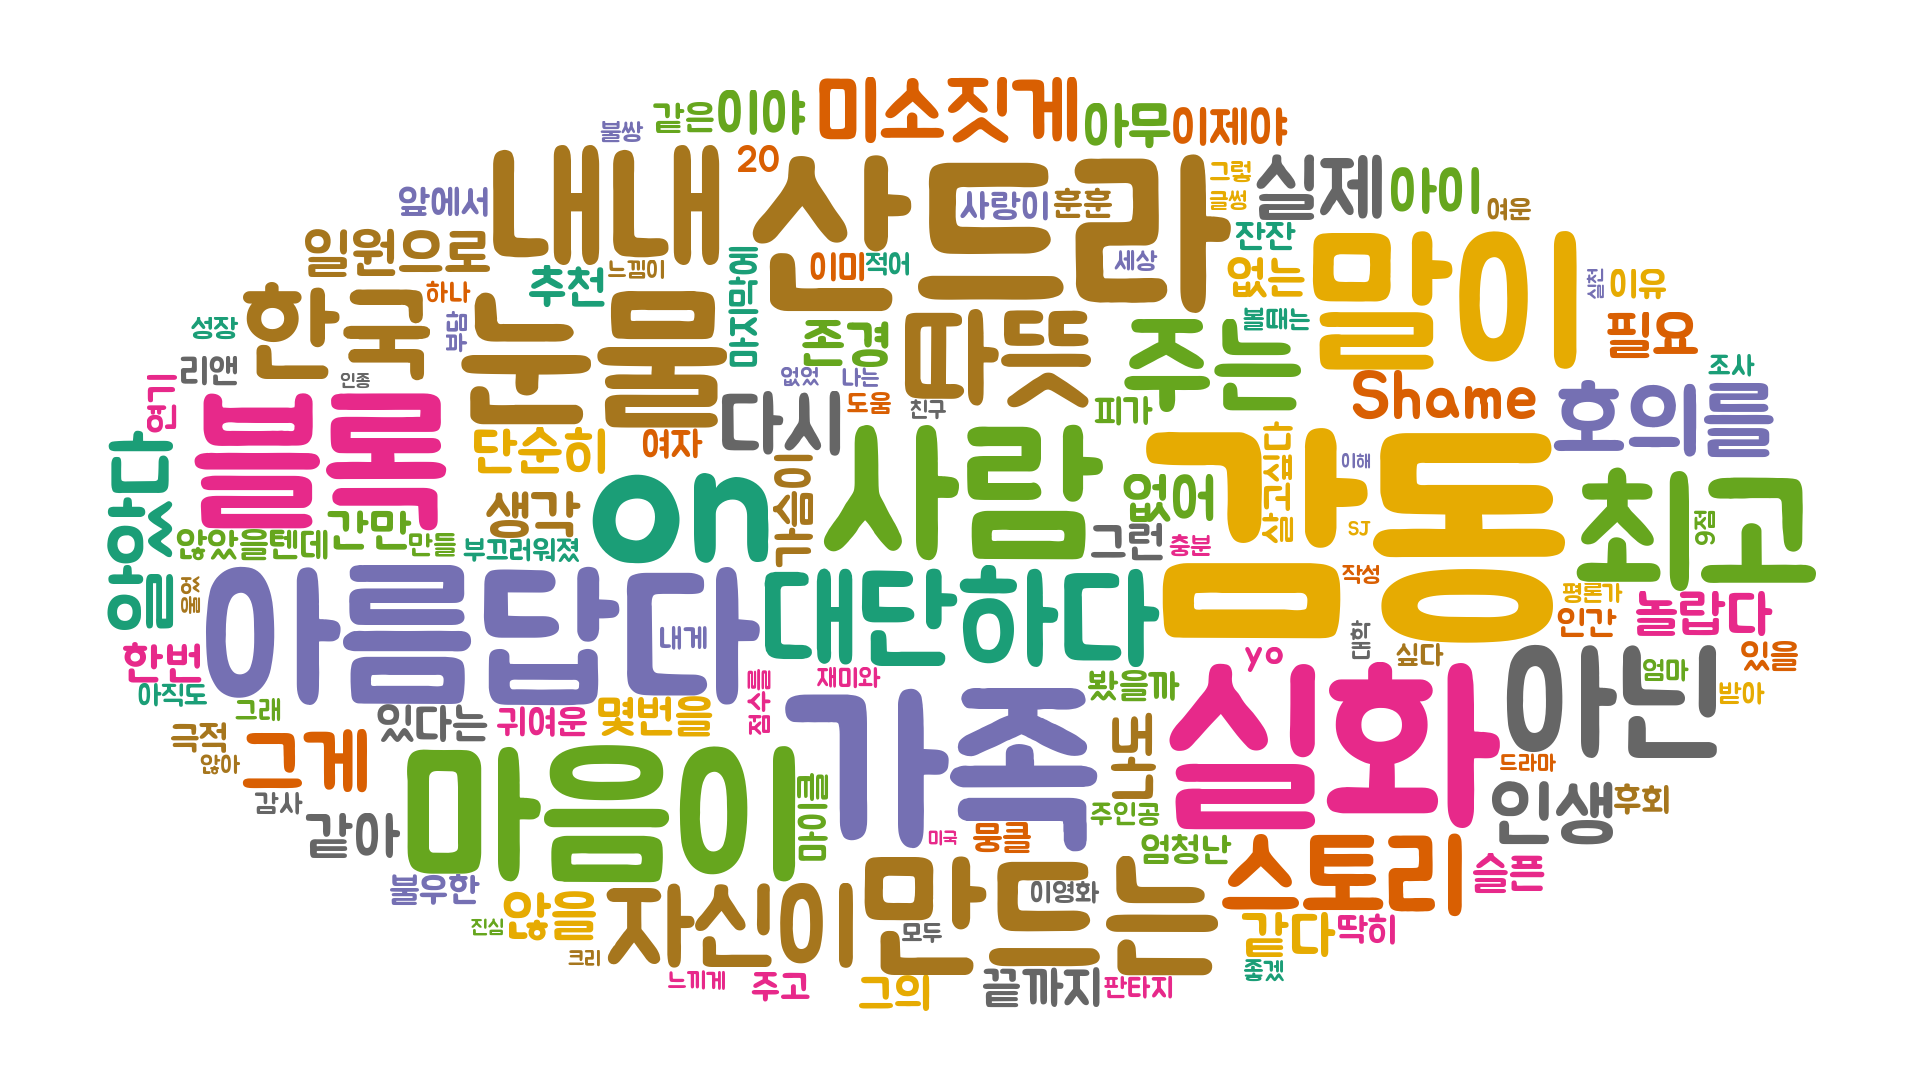 미소짓게
이야
같은
아무
이제야
불쌍
20
내내
산드라
사랑이
훈훈
그렇
글썽
실제
아이
여운
앞에서
일원으로
느낌이
추천
마지막에
이미
적어
세상
잔잔
없는
말이
실천
이유
하나
한국
성장
부담
눈물
존경
따뜻
주는
볼때는
필요
조사
리앤
인종
연기
없었
나는
도움
친구
피가
Shame
호의를
블록
단순히
여자
다시
사람
감동
살고싶다
이해
최고
9점
알았다
않았을텐데
간만
만들
생각
부끄러워졌
on
가슴이
그런
없어
충분
SJ
울었
아름답다
내게
대단하다
작성
평론가
인간
놀랍다
한번
아직도
그래
있다는
귀여운
몇번을
점수를
재미와
봤을까
yo
대학
싶다
실화
아닌
엄마
있을
받아
극적
않아
그게
감사
같아
마음이
마이클
가족
미국
뭉클
난또
주인공
엄청난
드라마
인생
후회
스토리
슬픈
불우한
진심
않을
자신이
만드는
이영화
모두
같다
딱히
좋겠
크리
느끼게
주고
그의
끝까지
판타지